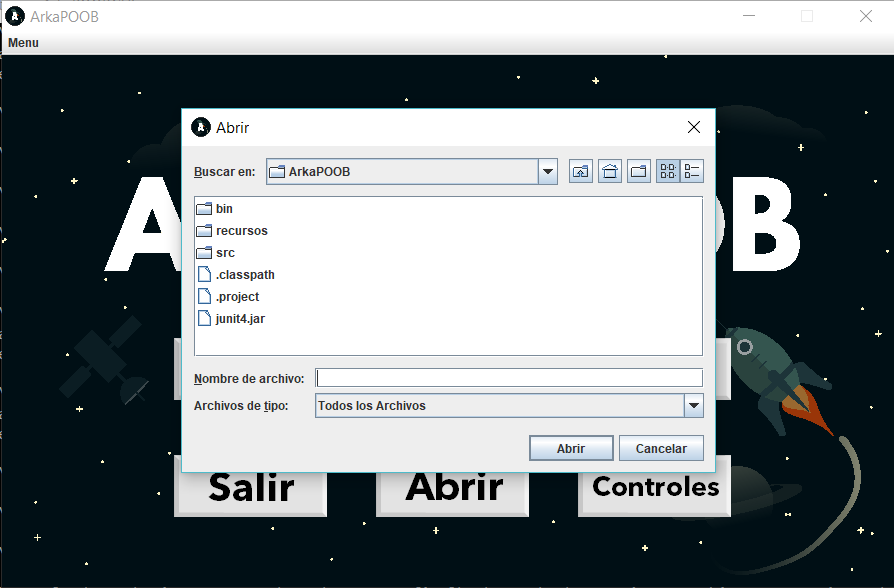 ArkaPOOB
Menu
Abrir
Buscar en: ArkaPOOB
bin
recursos
src
.classpath
.project
junit4.jar
Nombre de archivo:
Archivos de tipo: Todos los Archivos
Abrir Cancelar
A OB
Salir Abrir Controles